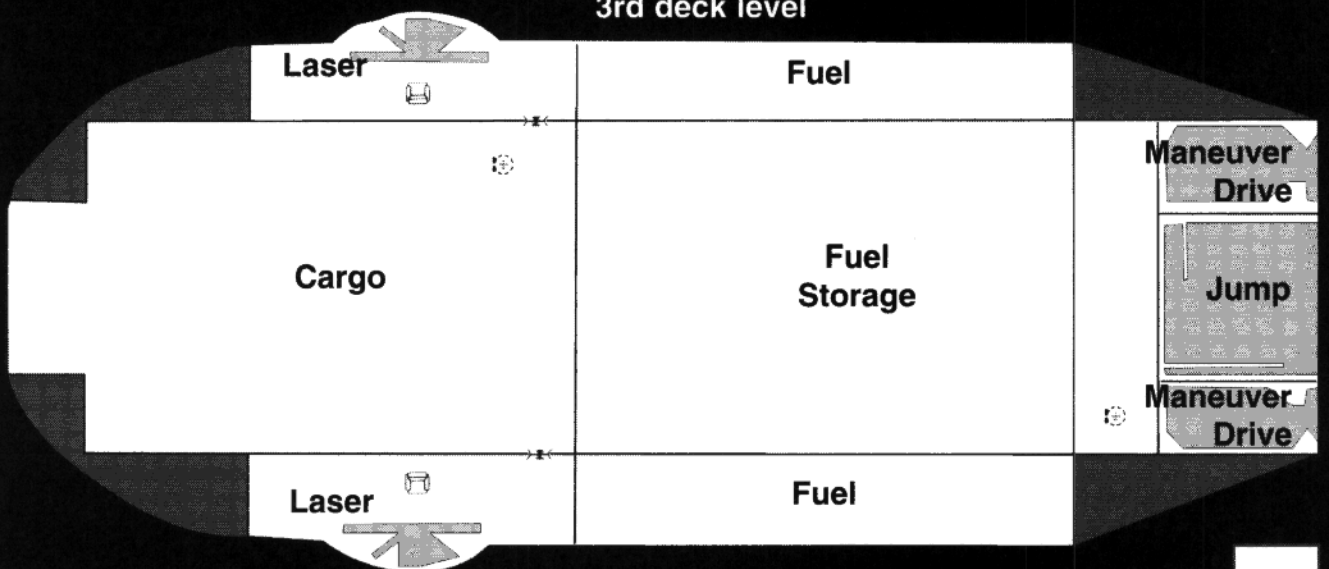 3rd deck level
Laser
Fuel
Maneuver
Drive
Cargo
Fuel
Storage
Jump
Maneuver
Drive
Laser
Fuel